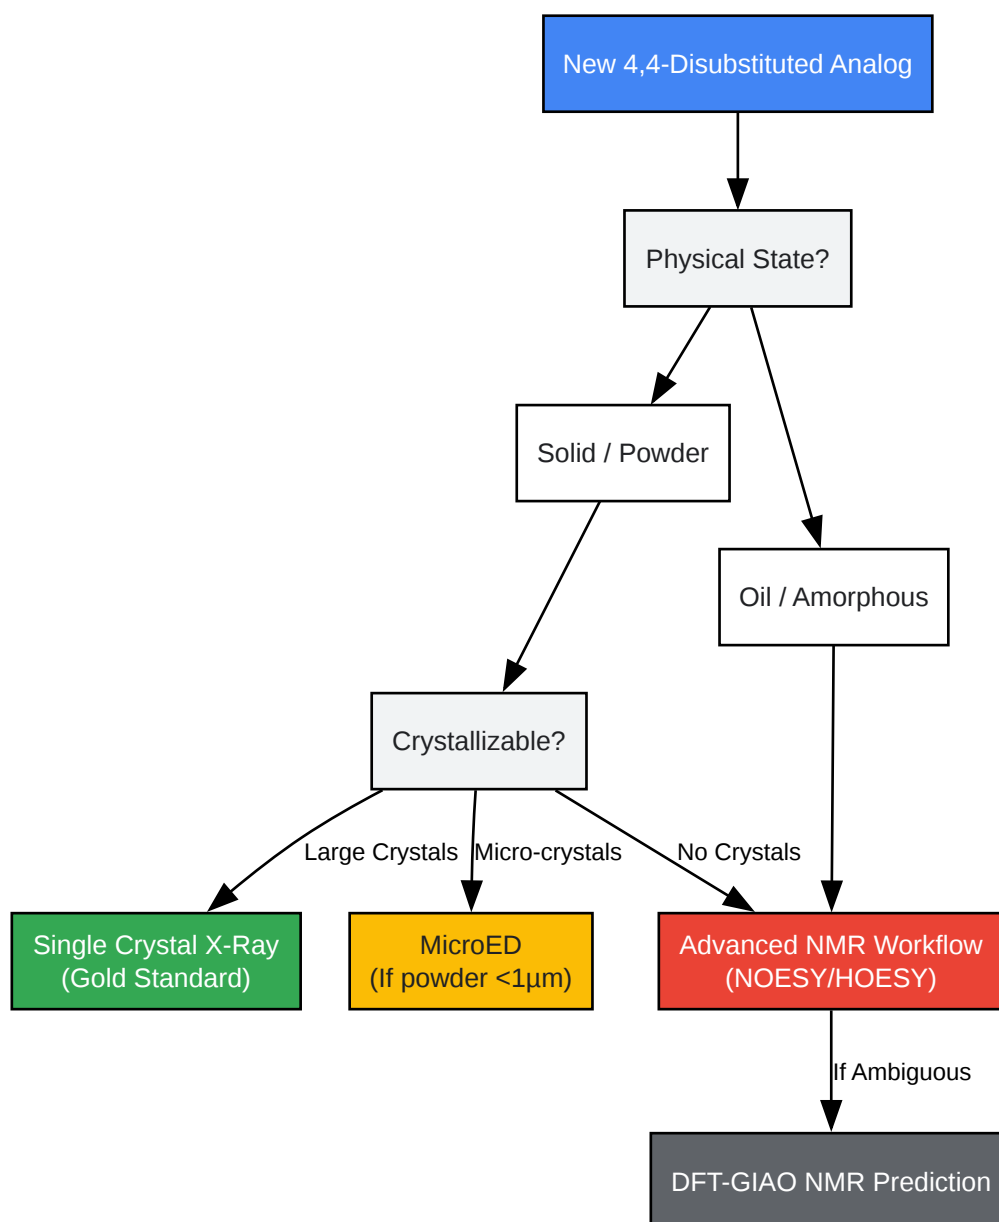 New 4,4-Disubstituted Analog
Physical State?
Solid / Powder
Oil / Amorphous
Crystallizable?
Large Crystals
Micro-crystals
No Crystals
Single Crystal X-Ray
(Gold Standard)
MicroED
(If powder <1μm)
Advanced NMR Workflow
(NOESY/HOESY)
If Ambiguous
DFT-GIAO NMR Prediction